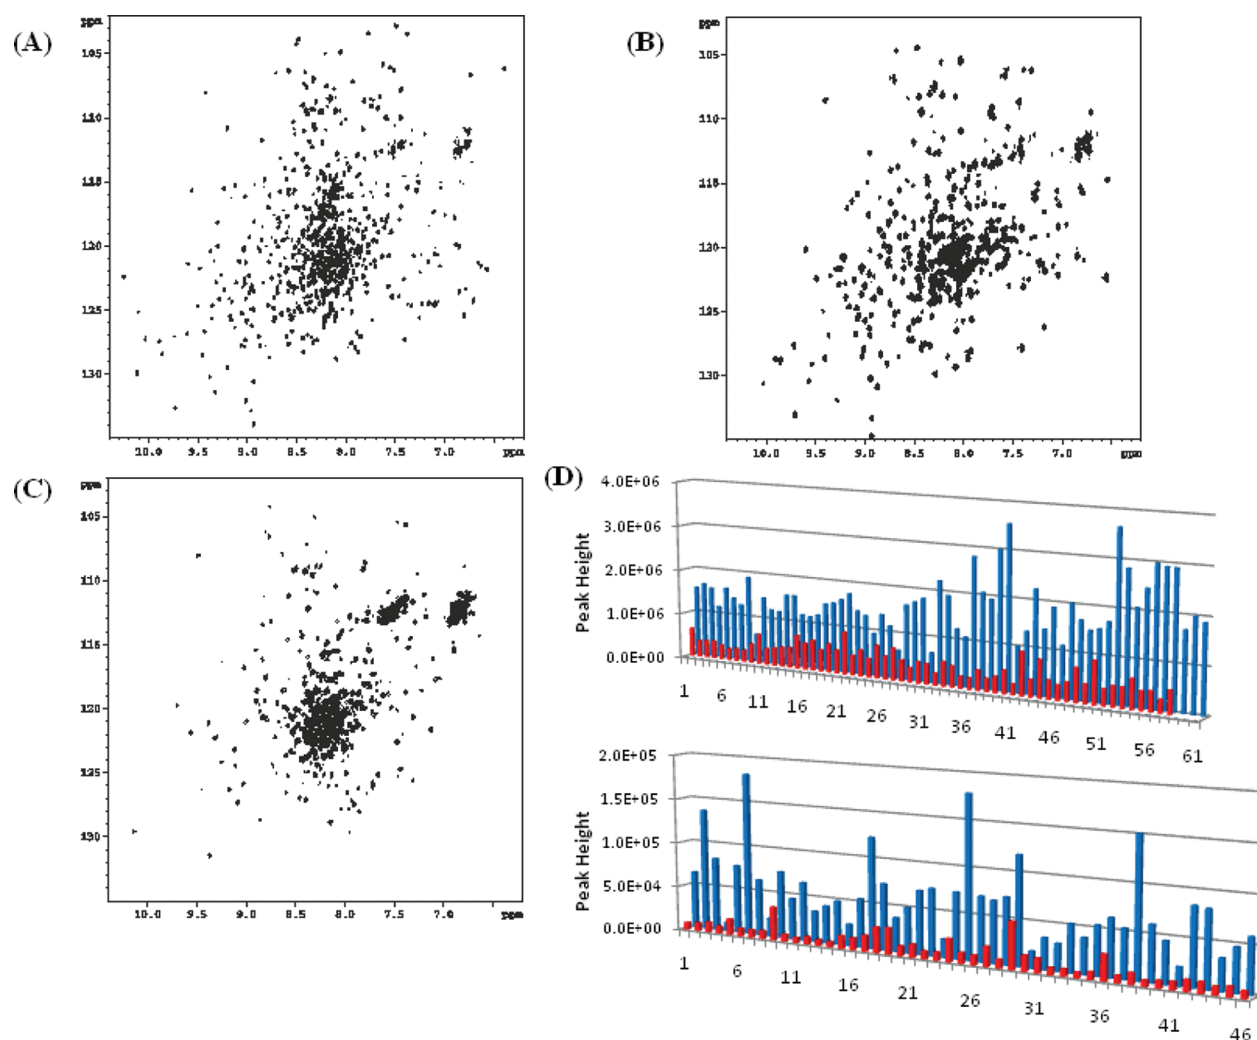 (A)
ppm
105
110
115
120
125
130
10.0 9.5 9.0 8.5 8.0 7.5 7.0 ppm
(B)
ppm
105
110
115
120
125
130
10.0 9.5 9.0 8.5 8.0 7.5 7.0 ppm
(C)
ppm
105
110
115
120
125
130
10.0 9.5 9.0 8.5 8.0 7.5 7.0 ppm
(D)
Peak Height
4.0E+06
3.0E+06
2.0E+06
1.0E+06
0.0E+00
1 6 11 16 21 26 31 36 41 46 51 56 61
Peak Height
2.0E+05
1.5E+05
1.0E+05
5.0E+04
0.0E+00
1 6 11 16 21 26 31 36 41 46